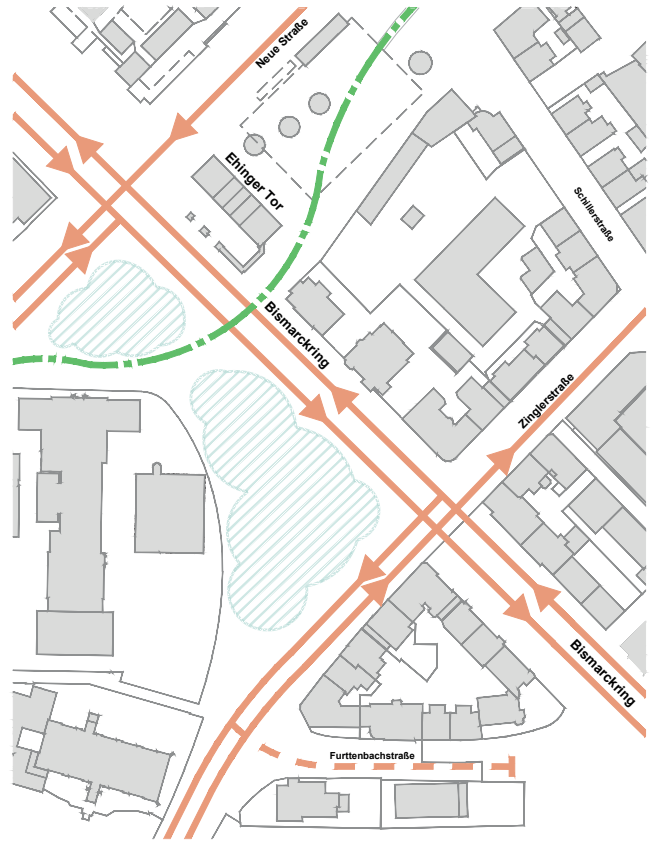 Neue Straße
Ehinger Tor
Schillerstraße
Bismarckring
Zinglerstraße
Bismarckring
Furttenbachstraße